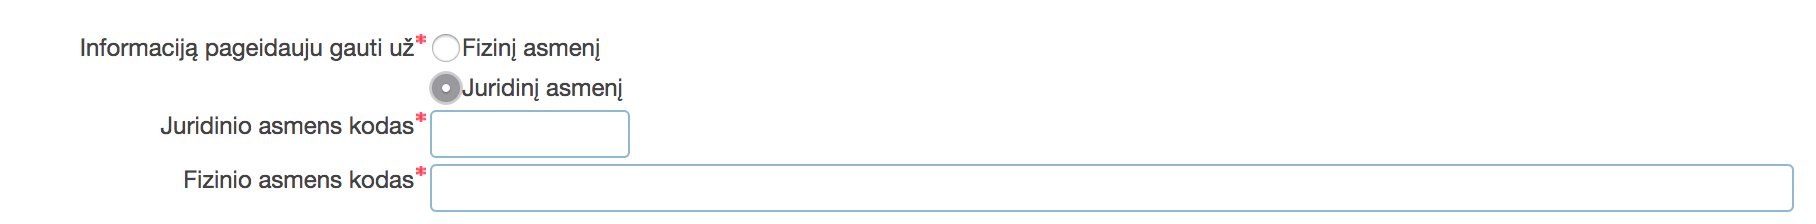 Informaciją pageidauju gauti už* Fizinį asmenį
Juridinį asmenį
Juridinio asmens kodas*
Fizinio asmens kodas*